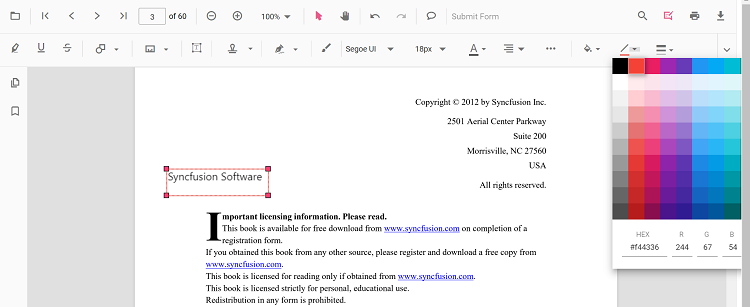 3 of 60 100% Submit Form
Segoe UI 18px A
Copyright © 2012 by Syncfusion Inc.
2501 Aerial Center Parkway
Suite 200
Morrisville, NC 27560
USA
All rights reserved.
Syncfusion Software
Important licensing information. Please read.
This book is available for free download from www.syncfusion.com on completion of a
registration form.
If you obtained this book from any other source, please register and download a free copy from
www.syncfusion.com.
This book is licensed for reading only if obtained from www.syncfusion.com.
This book is licensed strictly for personal, educational use.
Redistribution in any form is prohibited.
HEX R G B
#f44336 244 67 54